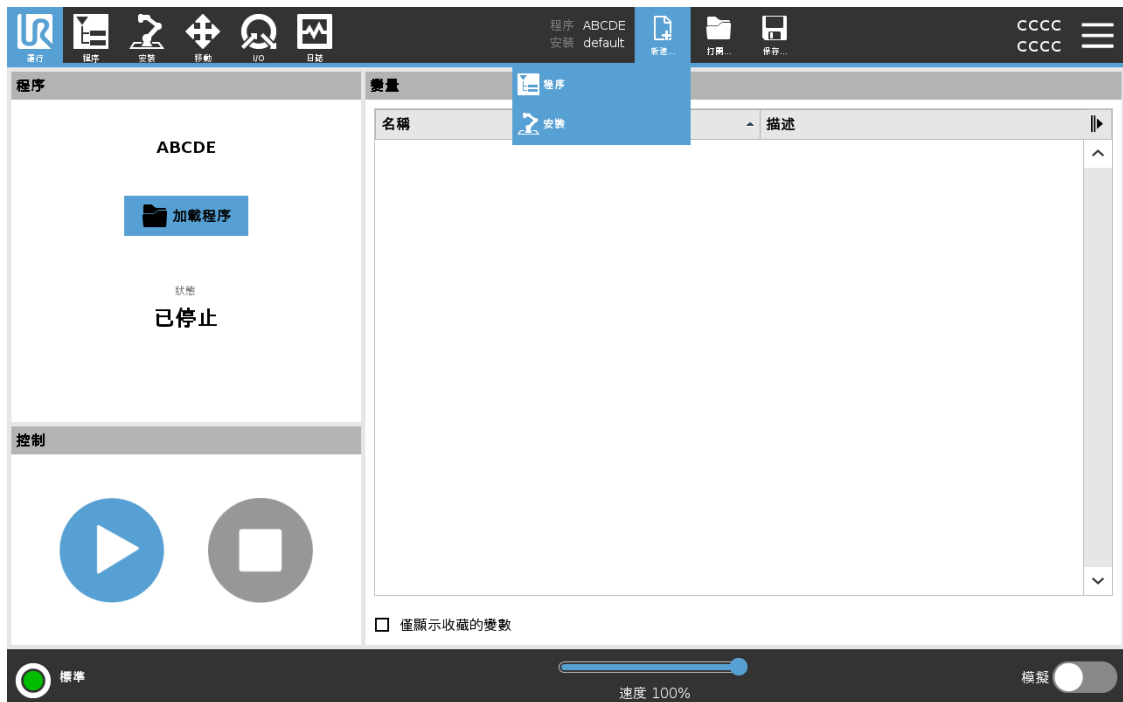 運行
程序
安裝
移動
I/O
日誌
程序 ABCDE
安裝 default
新建...
打開...
保存...
CCCC
CCCC
程序
安裝
程序
ABCDE
加載程序
狀態
已停止
控制
變量
名稱
描述
僅顯示收藏的變數
標準
速度 100%
模擬